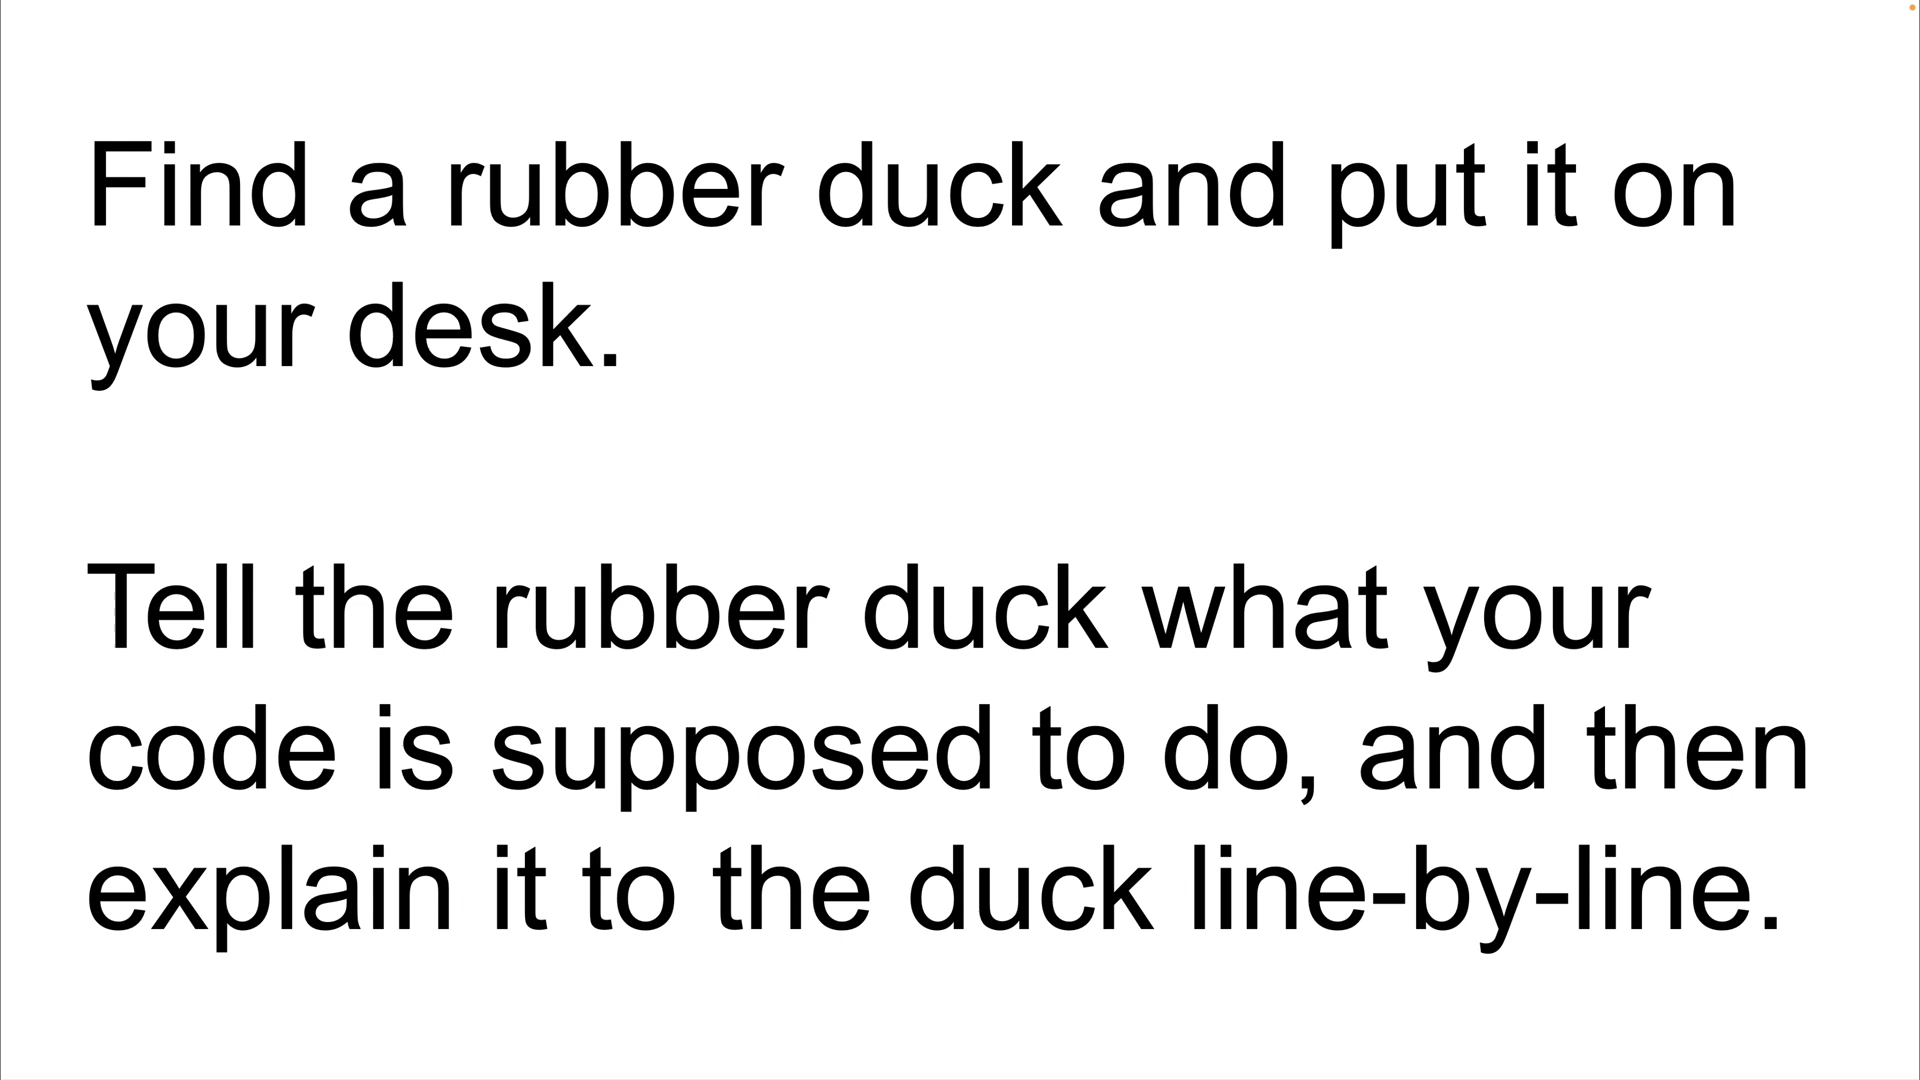 Find a rubber duck and put it on
your desk.
Tell the rubber duck what your
code is supposed to do, and then
explain it to the duck line-by-line.